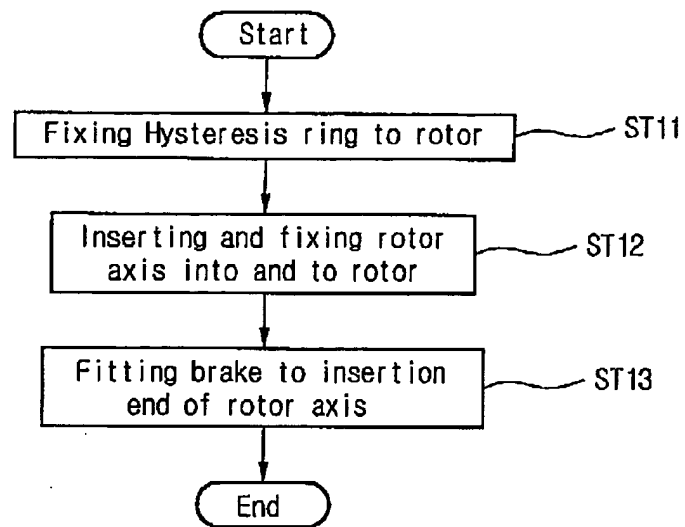 Start
Fixing Hysteresis ring to rotor
ST11
Inserting and fixing rotor
axis into and to rotor
ST12
Fitting brake to insertion
end of rotor axis
ST13
End